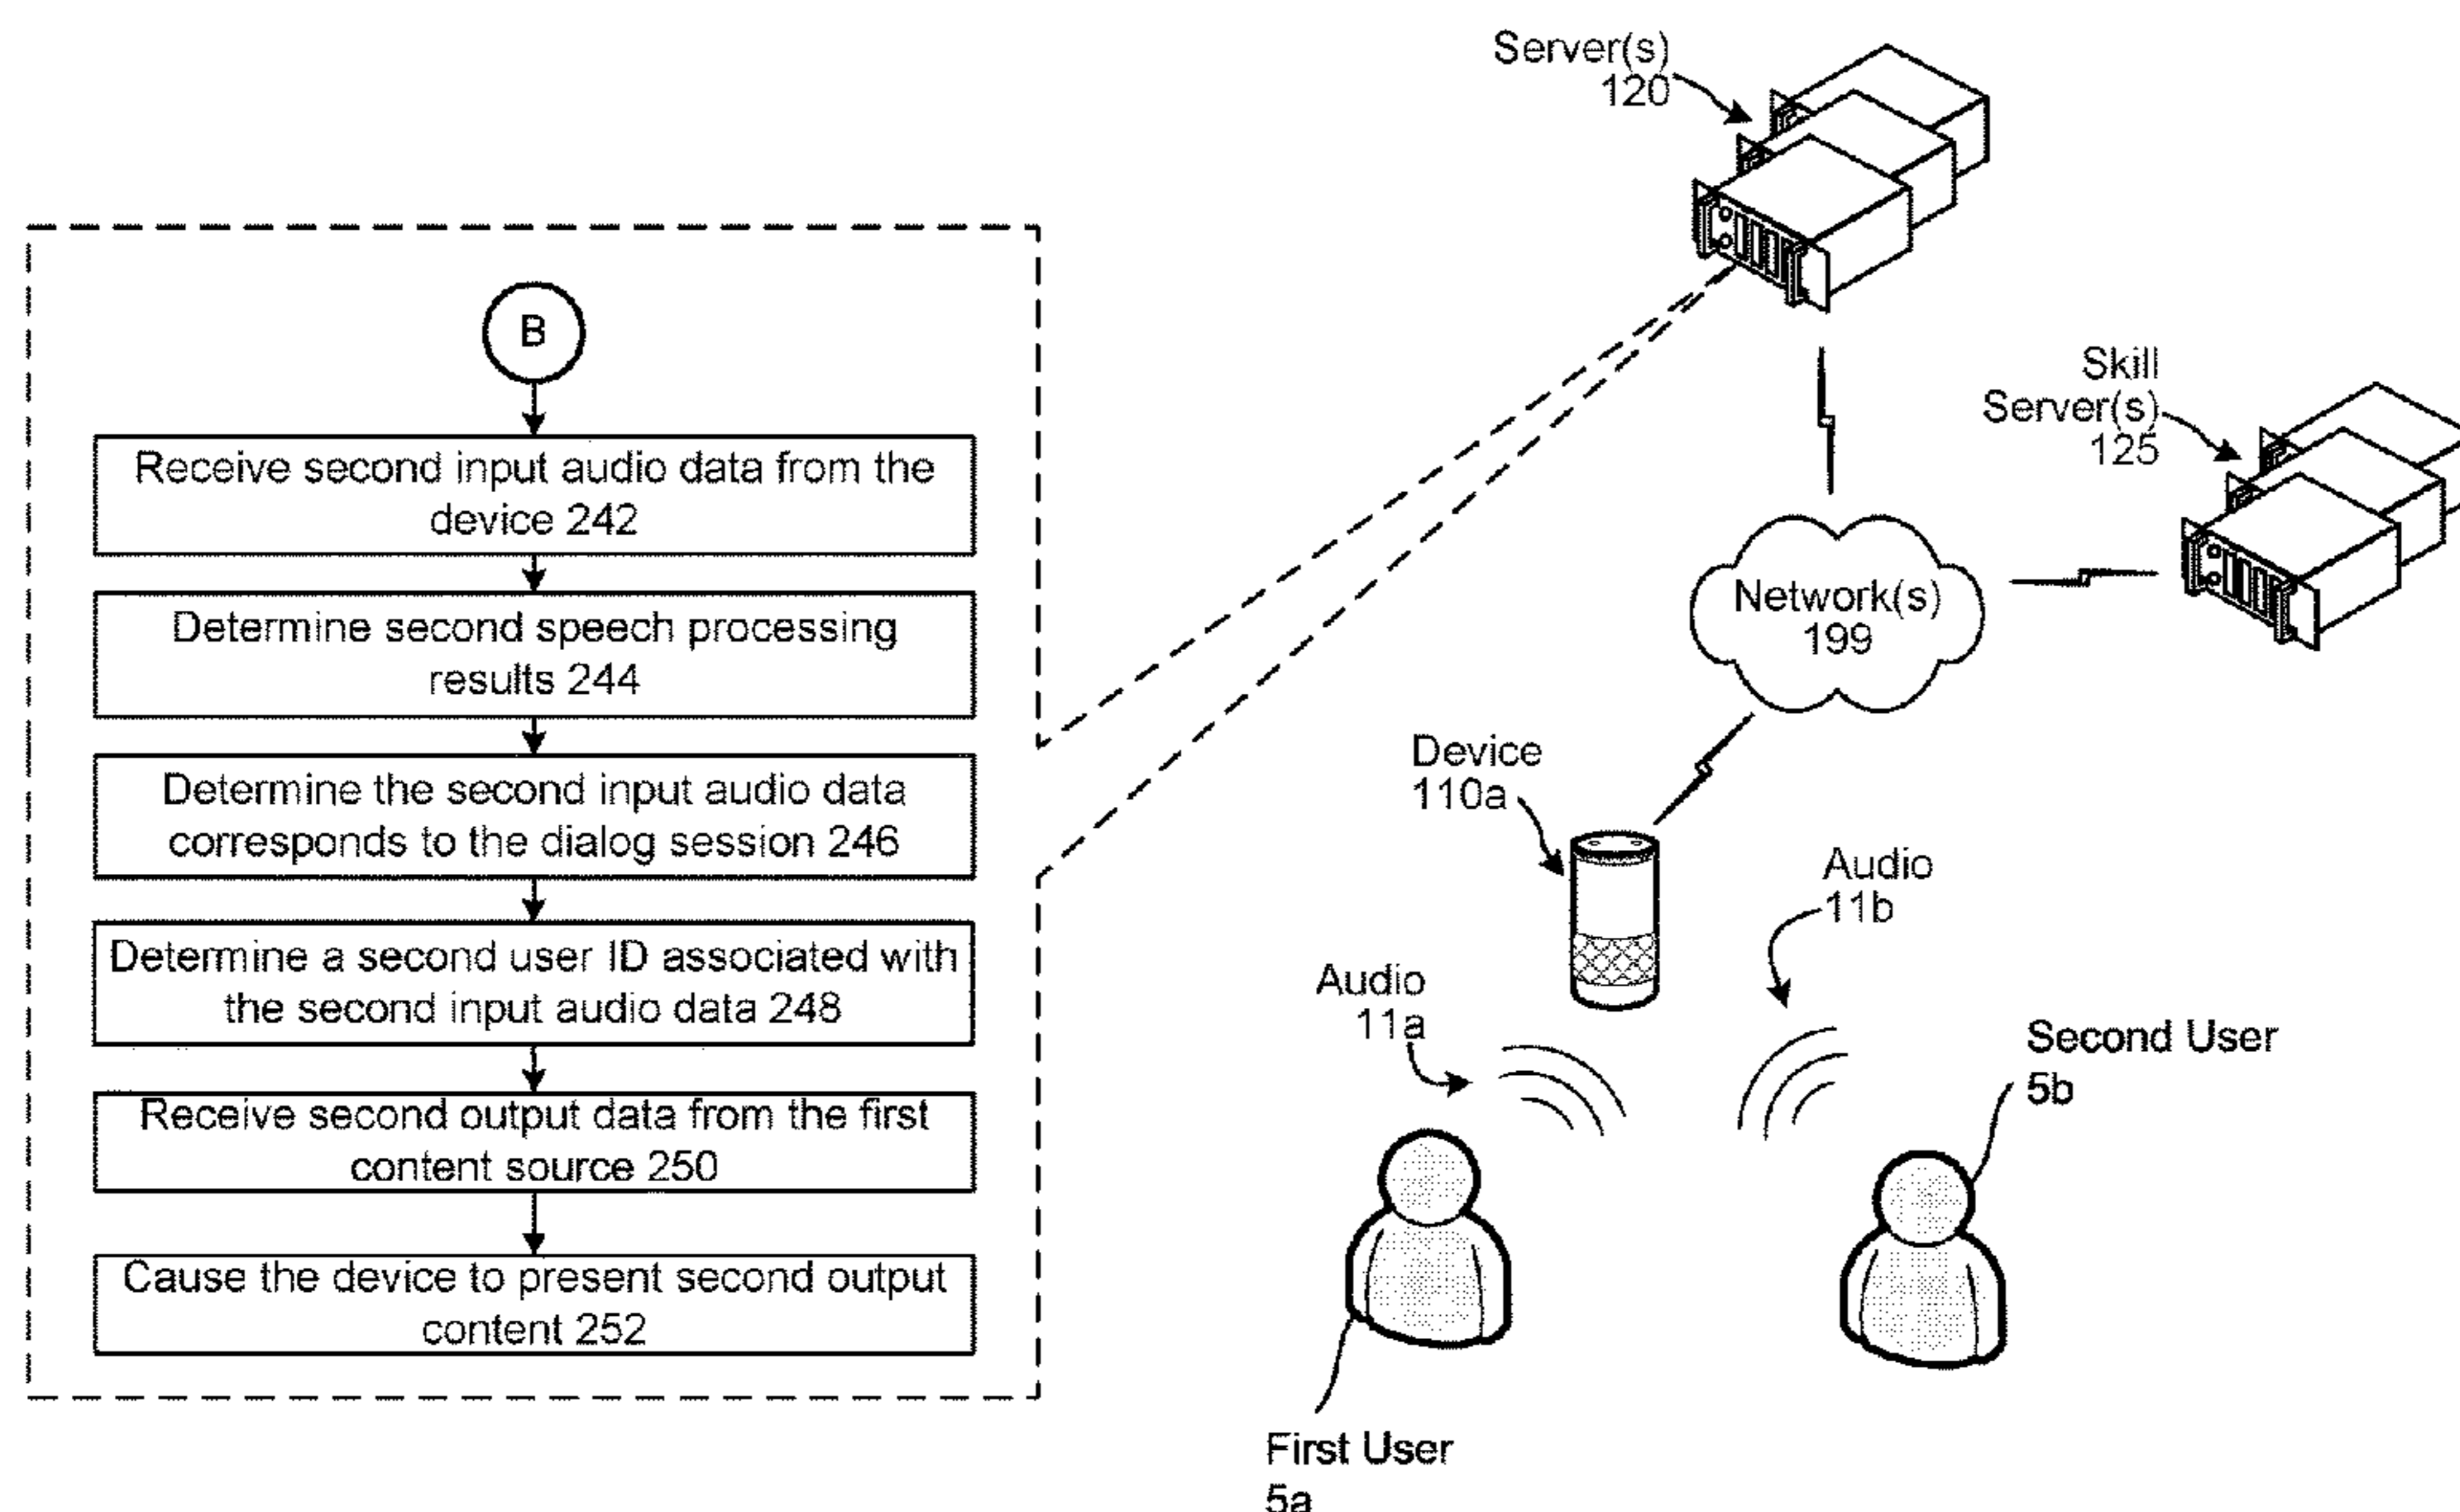 B
Receive second input audio data from the
device 242
Determine second speech processing
results 244
Determine the second input audio data
corresponds to the dialog session 246
Determine a second user ID associated with
the second input audio data 248
Receive second output data from the first
content source 250
Cause the device to present second output
content 252
Server(s)
120
Skill
Server(s)
125
Network(s)
199
Device
110a
Audio
11b
Audio
11a
Second User
5b
First User
5a